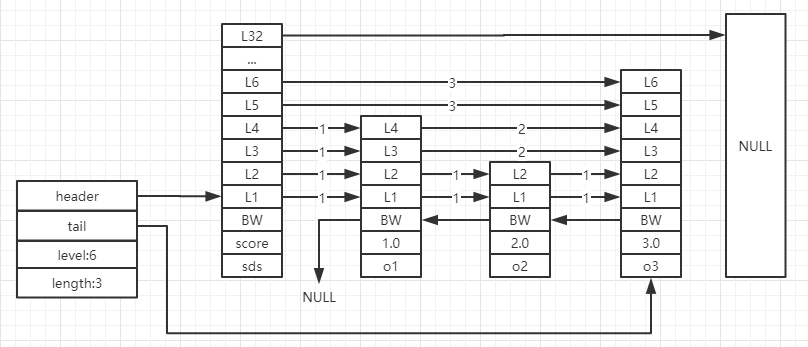 L32
...
L6
3
L6
L5
3
L5
L4
1
L4
2
L4
L3
1
L3
2
L3
NULL
L2
1
L2
1
L2
1
L2
header
L1
1
L1
1
L1
1
L1
tail
BW
BW
BW
BW
level:6
score
1.0
2.0
3.0
length:3
sds
o1
o2
o3
NULL